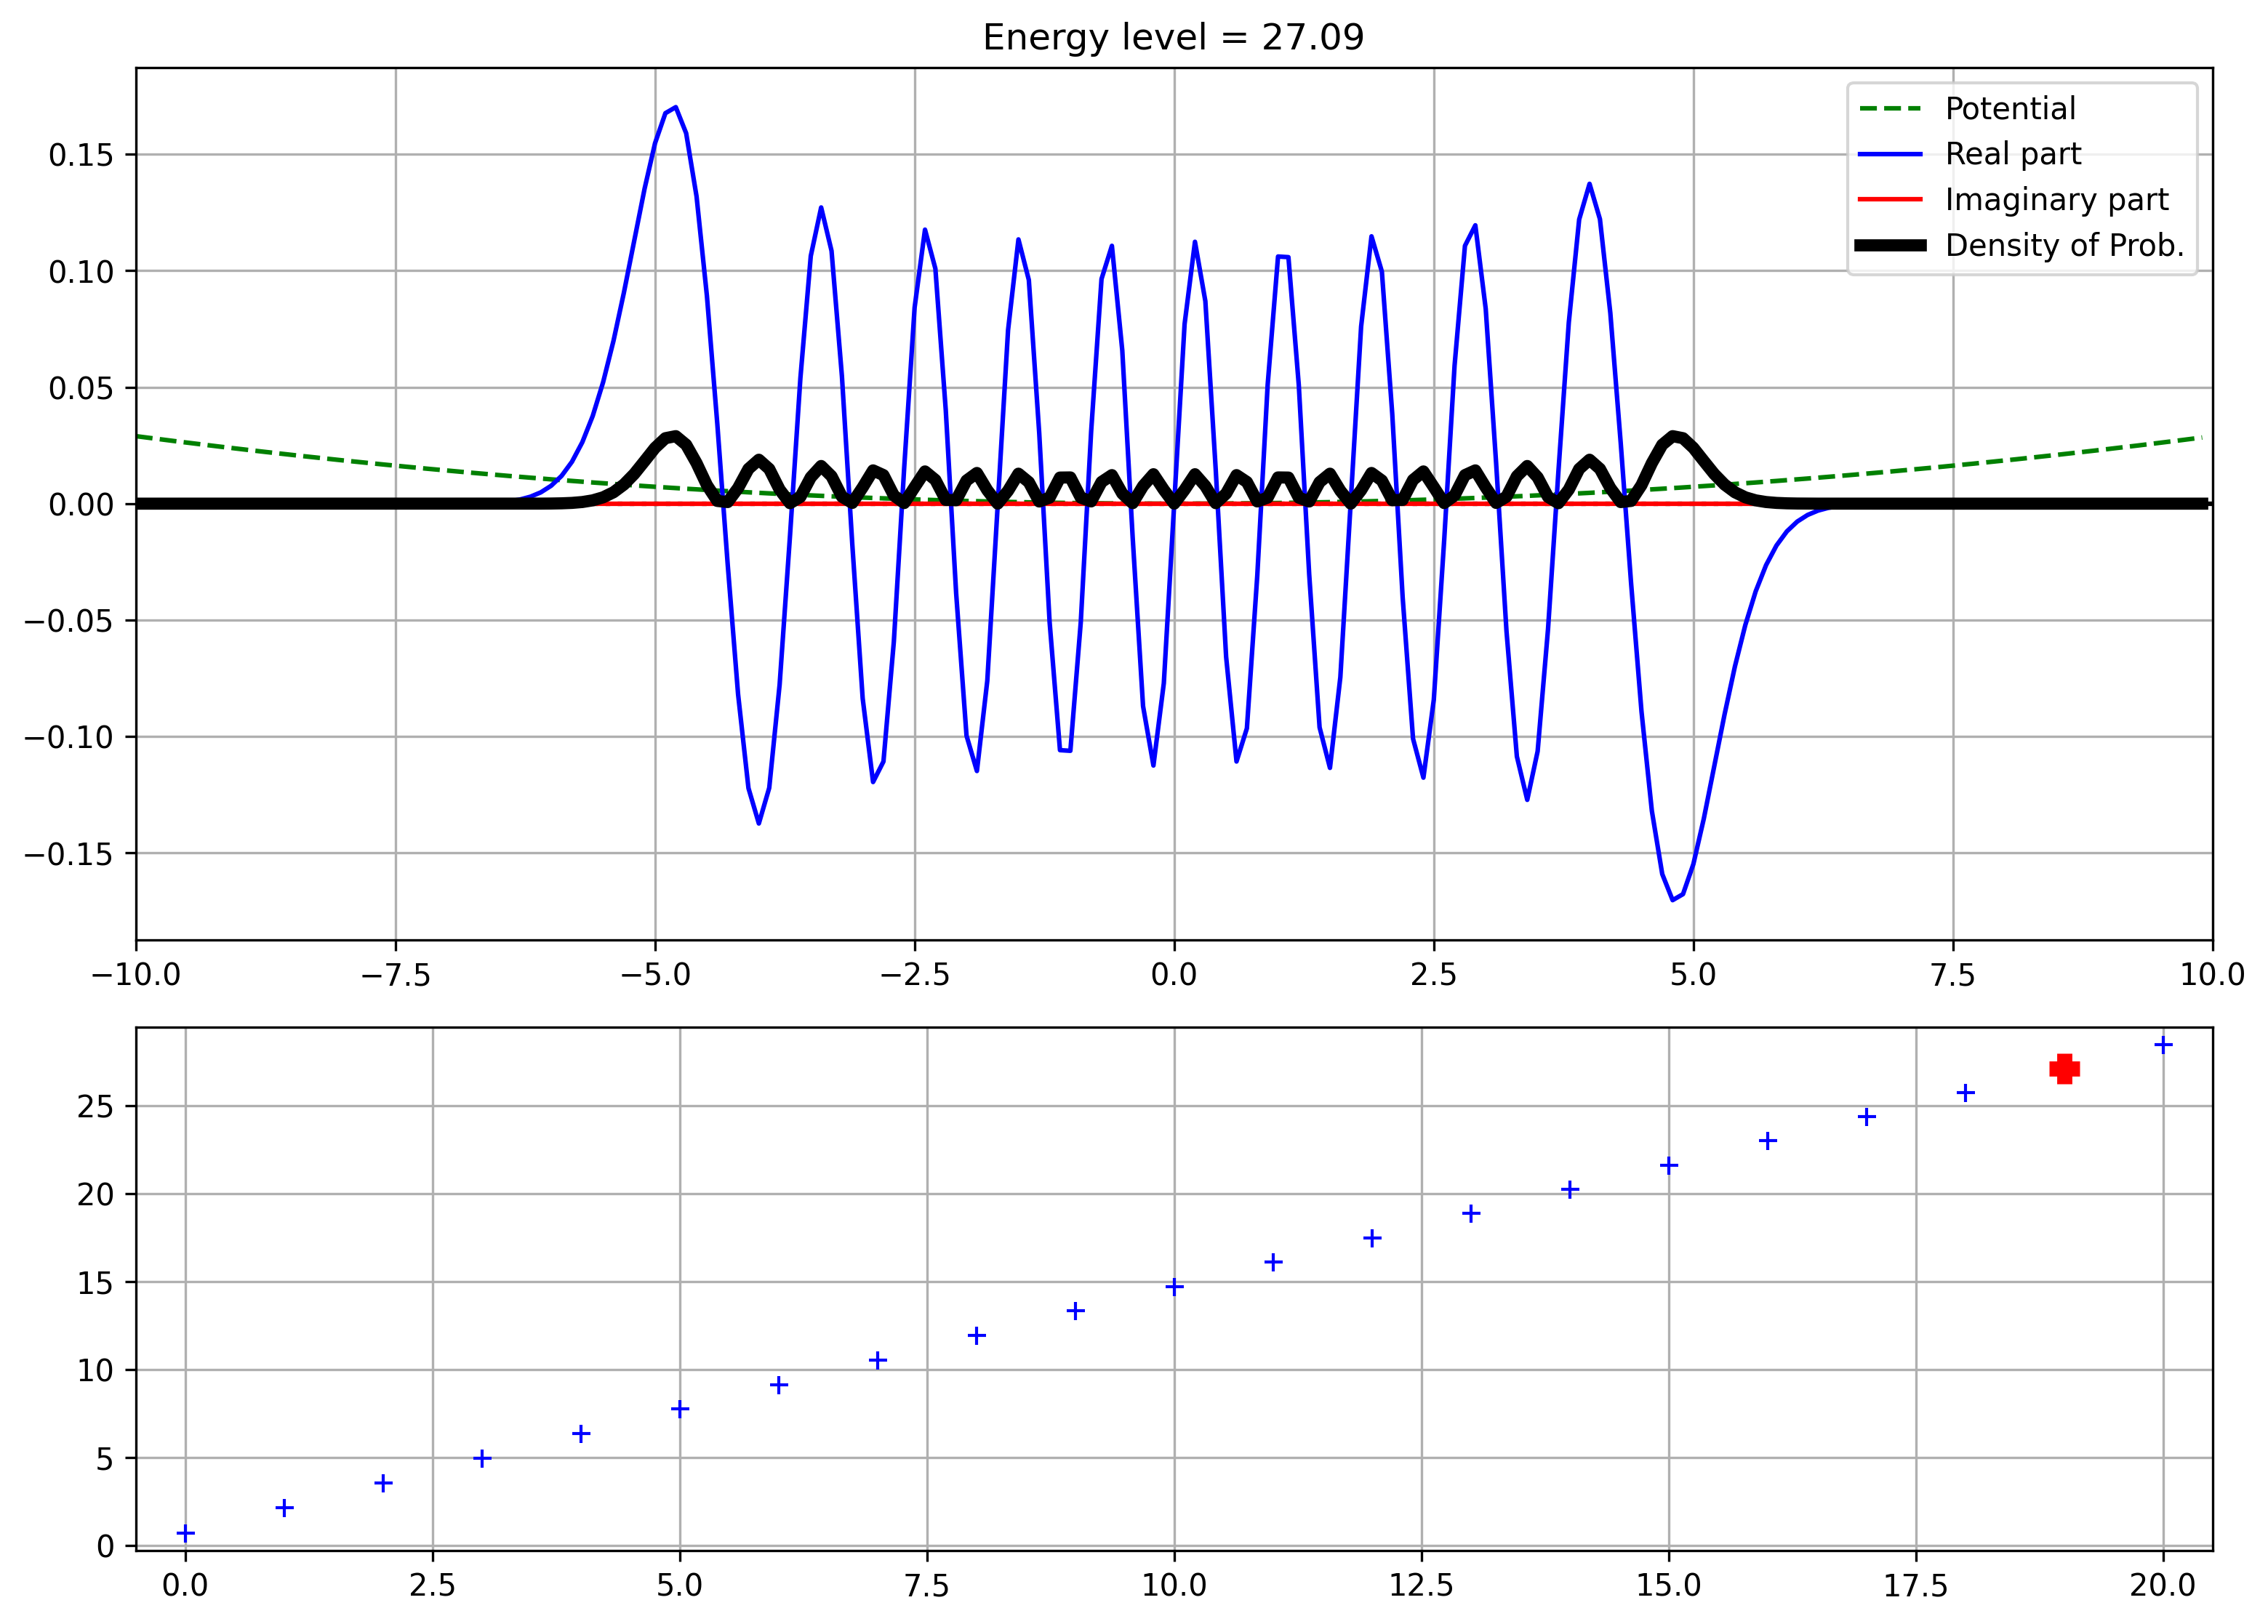 Energy level = 27.09
Potential
Real part
Imaginary part
Density of Prob.
0.15
0.10
0.05
0.00
−0.05
−0.10
−0.15
−10.0 −7.5 −5.0 −2.5 0.0 2.5 5.0 7.5 10.0
25
20
15
10
5
0
0.0 2.5 5.0 7.5 10.0 12.5 15.0 17.5 20.0